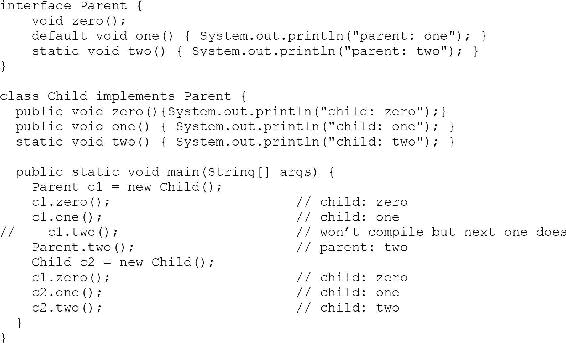 interface Parent {
    void zero();
    default void one() { System.out.println("parent: one"); }
    static void two() { System.out.println("parent: two"); }
}

class Child implements Parent {
  public void zero(){System.out.println("child: zero");}
  public void one() { System.out.println("child: one"); }
  static void two() { System.out.println("child: two"); }

  public static void main(String[] args) {
    Parent c1 = new Child();
    c1.zero();                       // child: zero
    c1.one();                        // child: one
//    c1.two();                      // won’t compile but next one does
    Parent.two();                    // parent: two
    Child c2 = new Child();
    c1.zero();                       // child: zero
    c2.one();                        // child: one
    c2.two();                        // child: two
  }
}